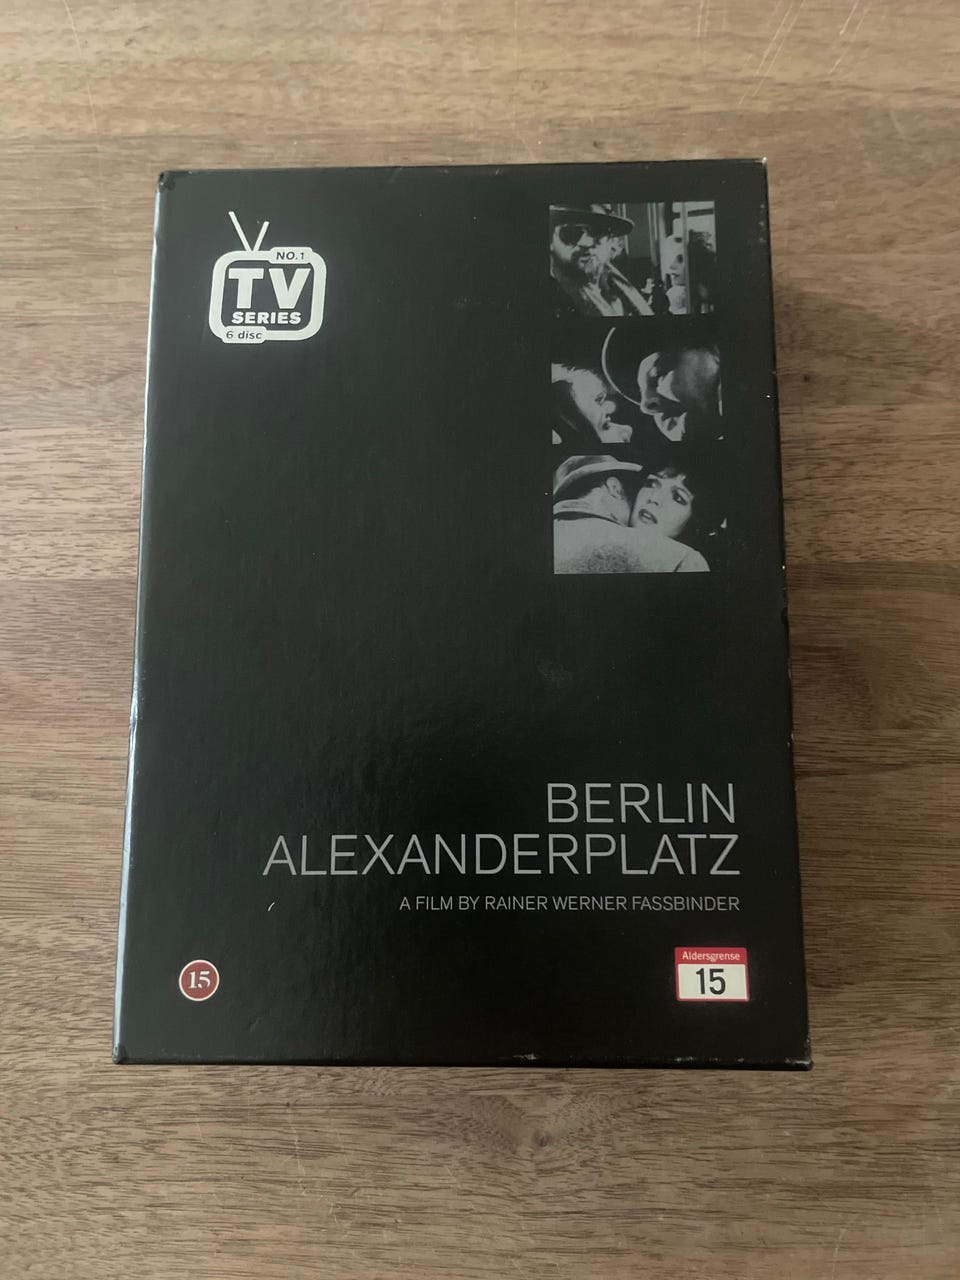 NO.1
TV
SERIES
6 disc
BERLIN
ALEXANDERPLATZ
A FILM BY RAINER WERNER FASSBINDER
15
Aldersgrense
15